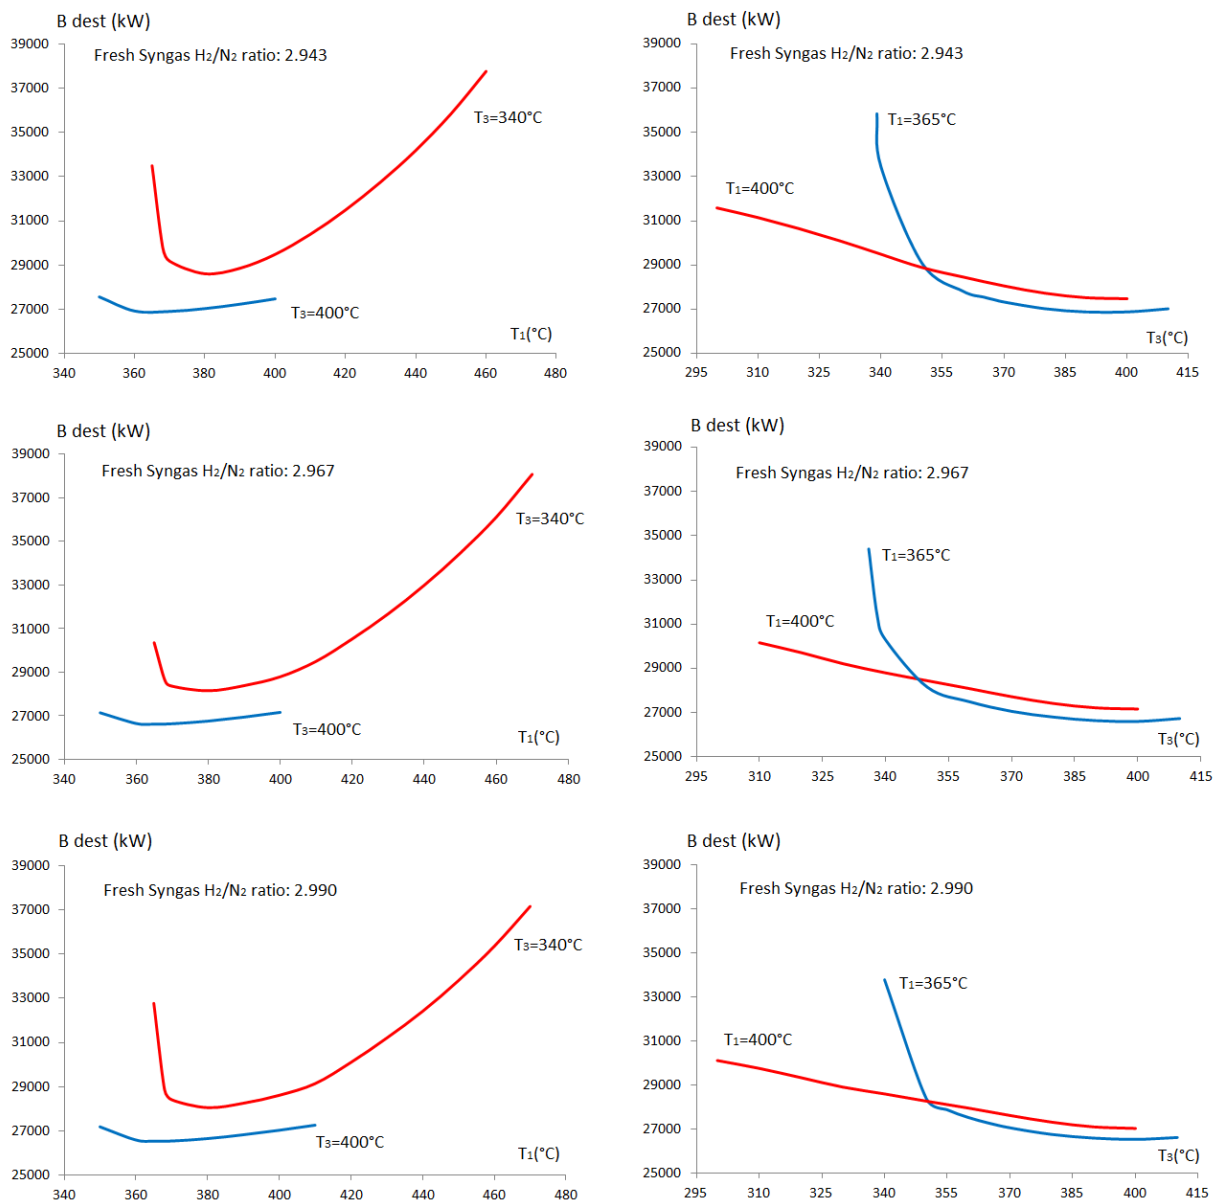 B dest (kW)
39000
Fresh Syngas H₂/N₂ ratio: 2.943
37000
35000
T₃=340°C
33000
31000
29000
27000
T₃=400°C
T₁(°C)
25000
340 360 380 400 420 440 460 480
B dest (kW)
39000
Fresh Syngas H₂/N₂ ratio: 2.943
37000
35000
T₁=365°C
33000
T₁=400°C
31000
29000
27000
T₃(°C)
25000
295 310 325 340 355 370 385 400 415
B dest (kW)
39000
Fresh Syngas H₂/N₂ ratio: 2.967
37000
35000
T₃=340°C
33000
31000
29000
27000
T₃=400°C
T₁(°C)
25000
340 360 380 400 420 440 460 480
B dest (kW)
39000
Fresh Syngas H₂/N₂ ratio: 2.967
37000
35000
T₁=365°C
33000
31000
T₁=400°C
29000
27000
T₃(°C)
25000
295 310 325 340 355 370 385 400 415
B dest (kW)
39000
Fresh Syngas H₂/N₂ ratio: 2.990
37000
35000
T₃=340°C
33000
31000
29000
27000
T₃=400°C
T₁(°C)
25000
340 360 380 400 420 440 460 480
B dest (kW)
39000
Fresh Syngas H₂/N₂ ratio: 2.990
37000
35000
T₁=365°C
33000
31000
T₁=400°C
29000
27000
T₃(°C)
25000
295 310 325 340 355 370 385 400 415